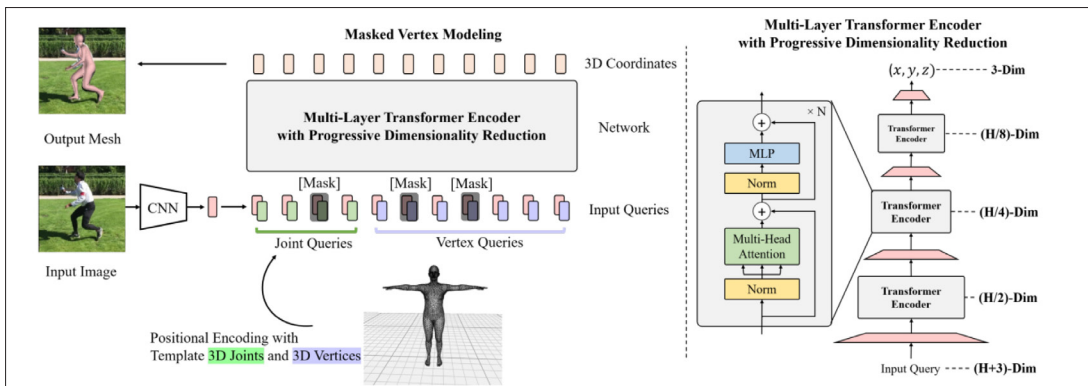 Masked Vertex Modeling
3D Coordinates
Output Mesh
Multi-Layer Transformer Encoder
with Progressive Dimensionality Reduction
Network
CNN
[Mask]
[Mask]
[Mask]
Input Queries
Joint Queries
Vertex Queries
Input Image
Positional Encoding with
Template 3D Joints and 3D Vertices
Multi-Layer Transformer Encoder
with Progressive Dimensionality Reduction
(x, y, z)
3-Dim
× N
+
MLP
Norm
+
Multi-Head
Attention
Norm
Transformer
Encoder
(H/8)-Dim
Transformer
Encoder
(H/4)-Dim
Transformer
Encoder
(H/2)-Dim
Input Query
(H+3)-Dim